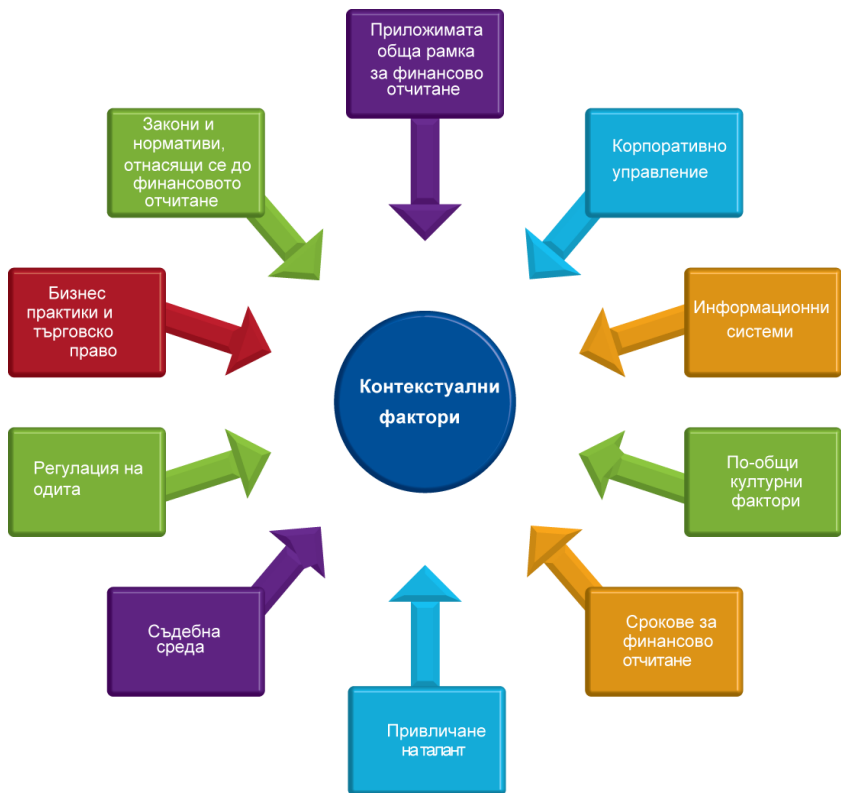 Приложимата
обща рамка
за финансово
отчитане
Закони и
нормативи,
отнасящи се до
финансовото
отчитане
Корпоративно
управление
Бизнес
практики и
търговско
право
Информационни
системи
Контекстуални
фактори
Регулация на
одита
По-общи
културни
фактори
Съдебна
среда
Срокове за
финансово
отчитане
Привличане
на талант